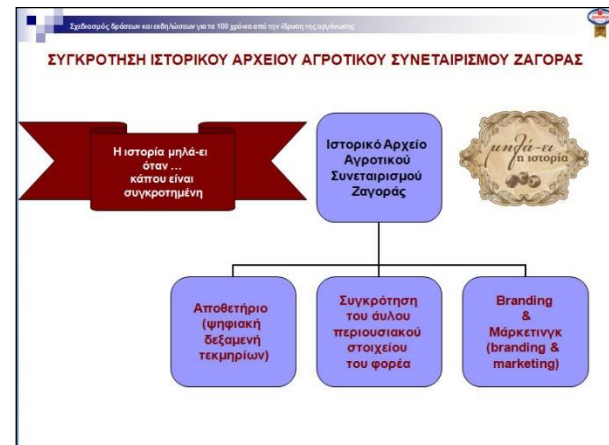 Σχεδιασμός δράσεων και εκδηλώσεων για τα 100 χρόνια από την ίδρυση της οργάνωσης
ΣΥΓΚΡΟΤΗΣΗ ΙΣΤΟΡΙΚΟΥ ΑΡΧΕΙΟΥ ΑΓΡΟΤΙΚΟΥ ΣΥΝΕΤΑΙΡΙΣΜΟΥ ΖΑΓΟΡΑΣ
Η ιστορία μηλά-ει
όταν …
κάπου είναι
συγκροτημένη
Ιστορικό Αρχείο
Αγροτικού
Συνεταιρισμού
Ζαγοράς
μηλά-ει
η ιστορία
Αποθετήριο
(ψηφιακή
δεξαμενή
τεκμηρίων)
Συγκρότηση
του άυλου
περιουσιακού
στοιχείου
του φορέα
Branding
&
Μάρκετινγκ
(branding &
marketing)